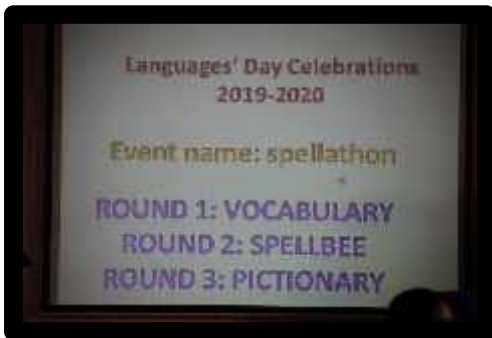 Languages' Day Celebrations
2019-2020
Event name: spellathon
ROUND 1: VOCABULARY
ROUND 2: SPELLBEE
ROUND 3: PICTIONARY